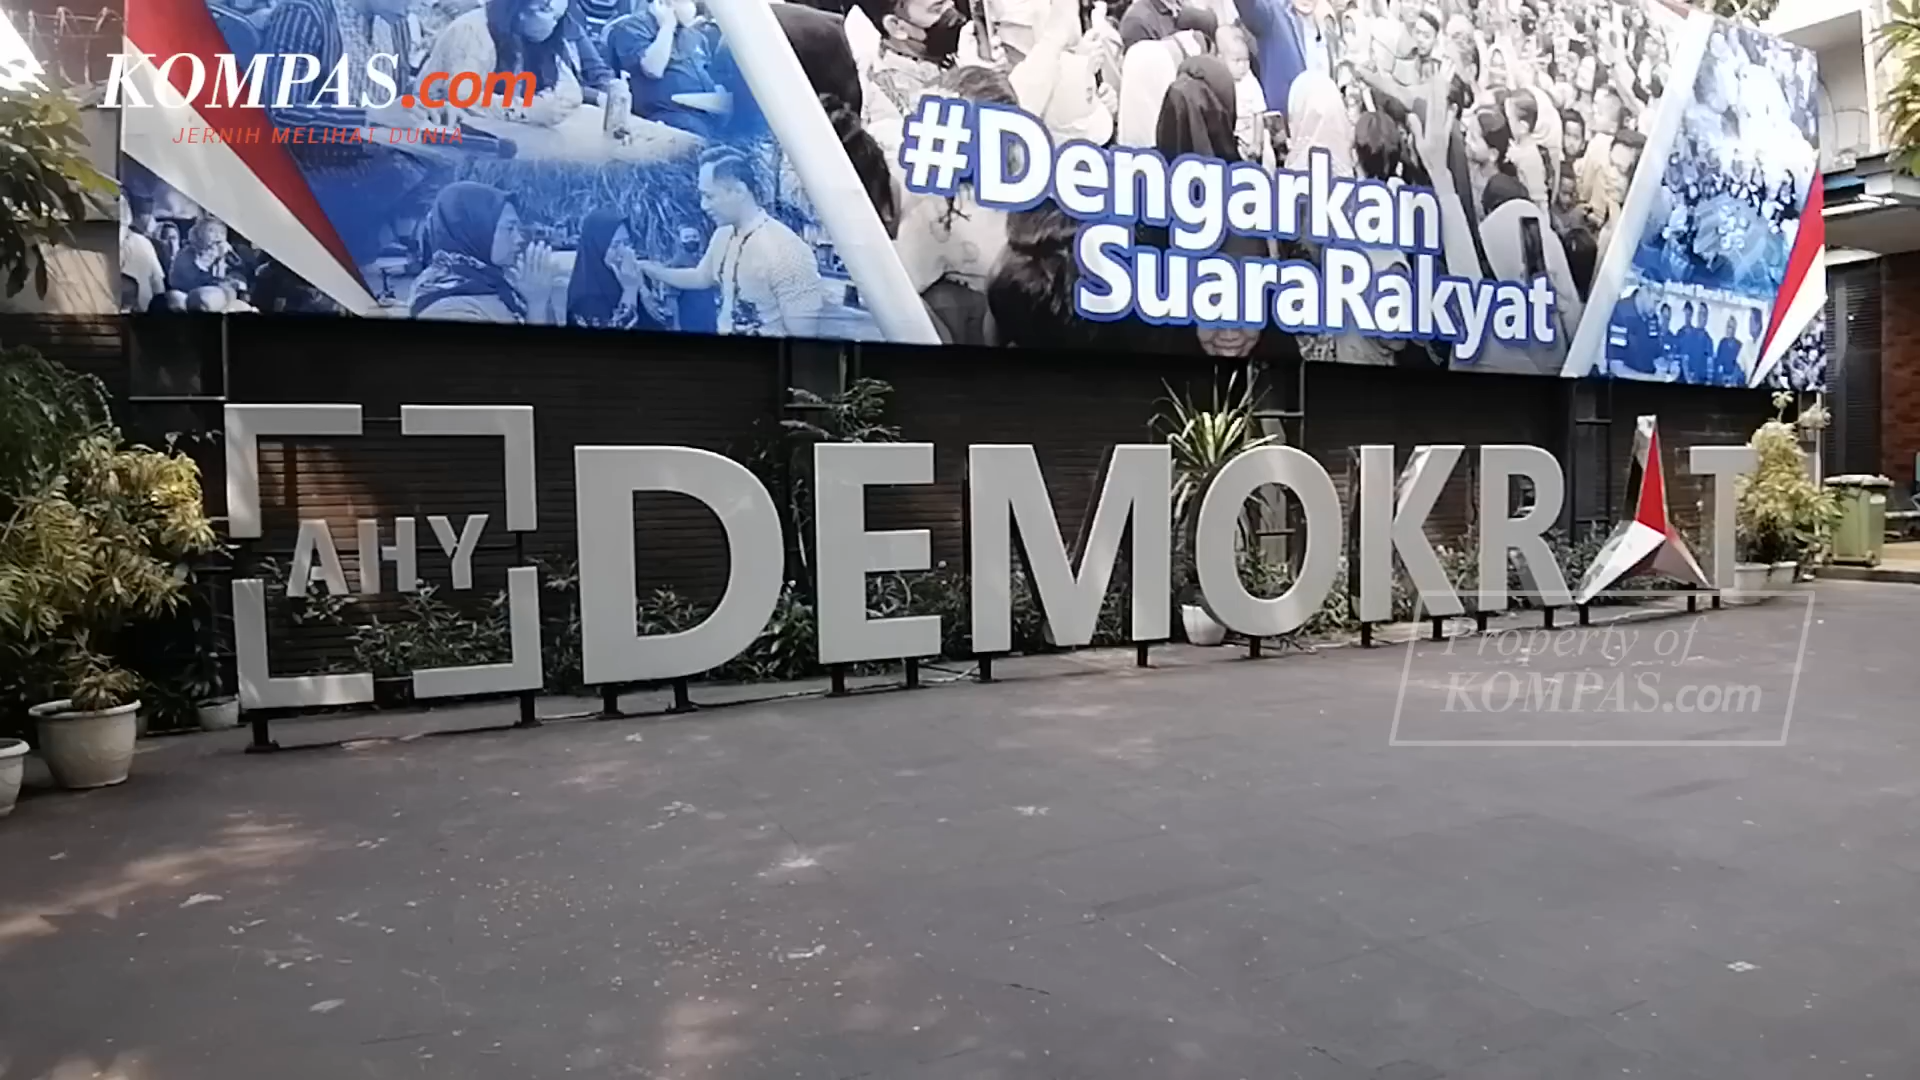 KOMPAS.com
JERNIH MELIHAT DUNIA
#Dengarkan
SuaraRakyat
AHY
DEMOKRAT
Property of
KOMPAS.com